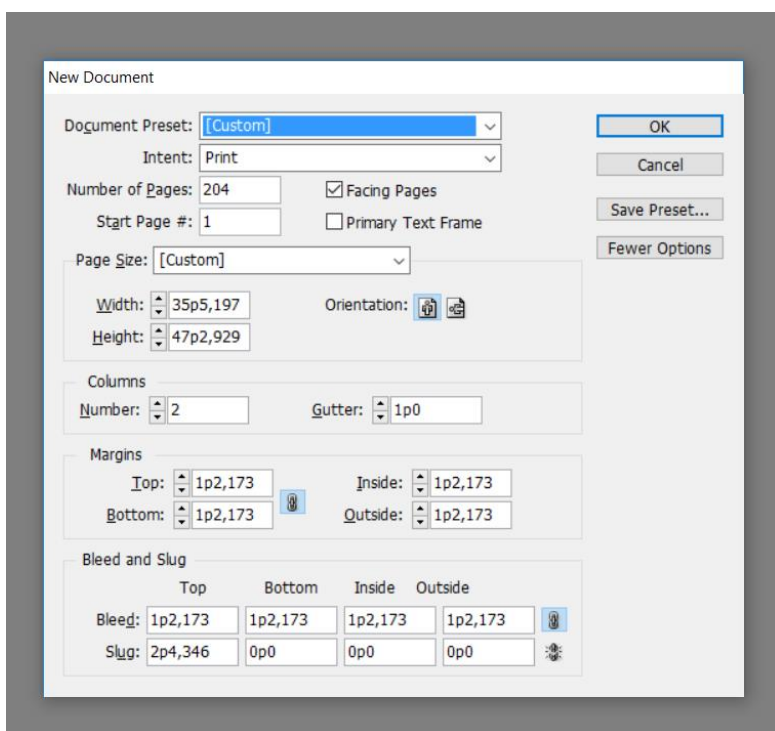 New Document
Document Preset: [Custom] OK
Intent: Print Cancel
Number of Pages: 204 Facing Pages Save Preset...
Start Page #: 1 Primary Text Frame
Page Size: [Custom] Fewer Options
Width: 35p5,197 Orientation:
Height: 47p2,929
Columns
Number: 2 Gutter: 1p0
Margins
Top: 1p2,173 Inside: 1p2,173
Bottom: 1p2,173 Outside: 1p2,173
Bleed and Slug
Top Bottom Inside Outside
Bleed: 1p2,173 1p2,173 1p2,173 1p2,173
Slug: 2p4,346 0p0 0p0 0p0